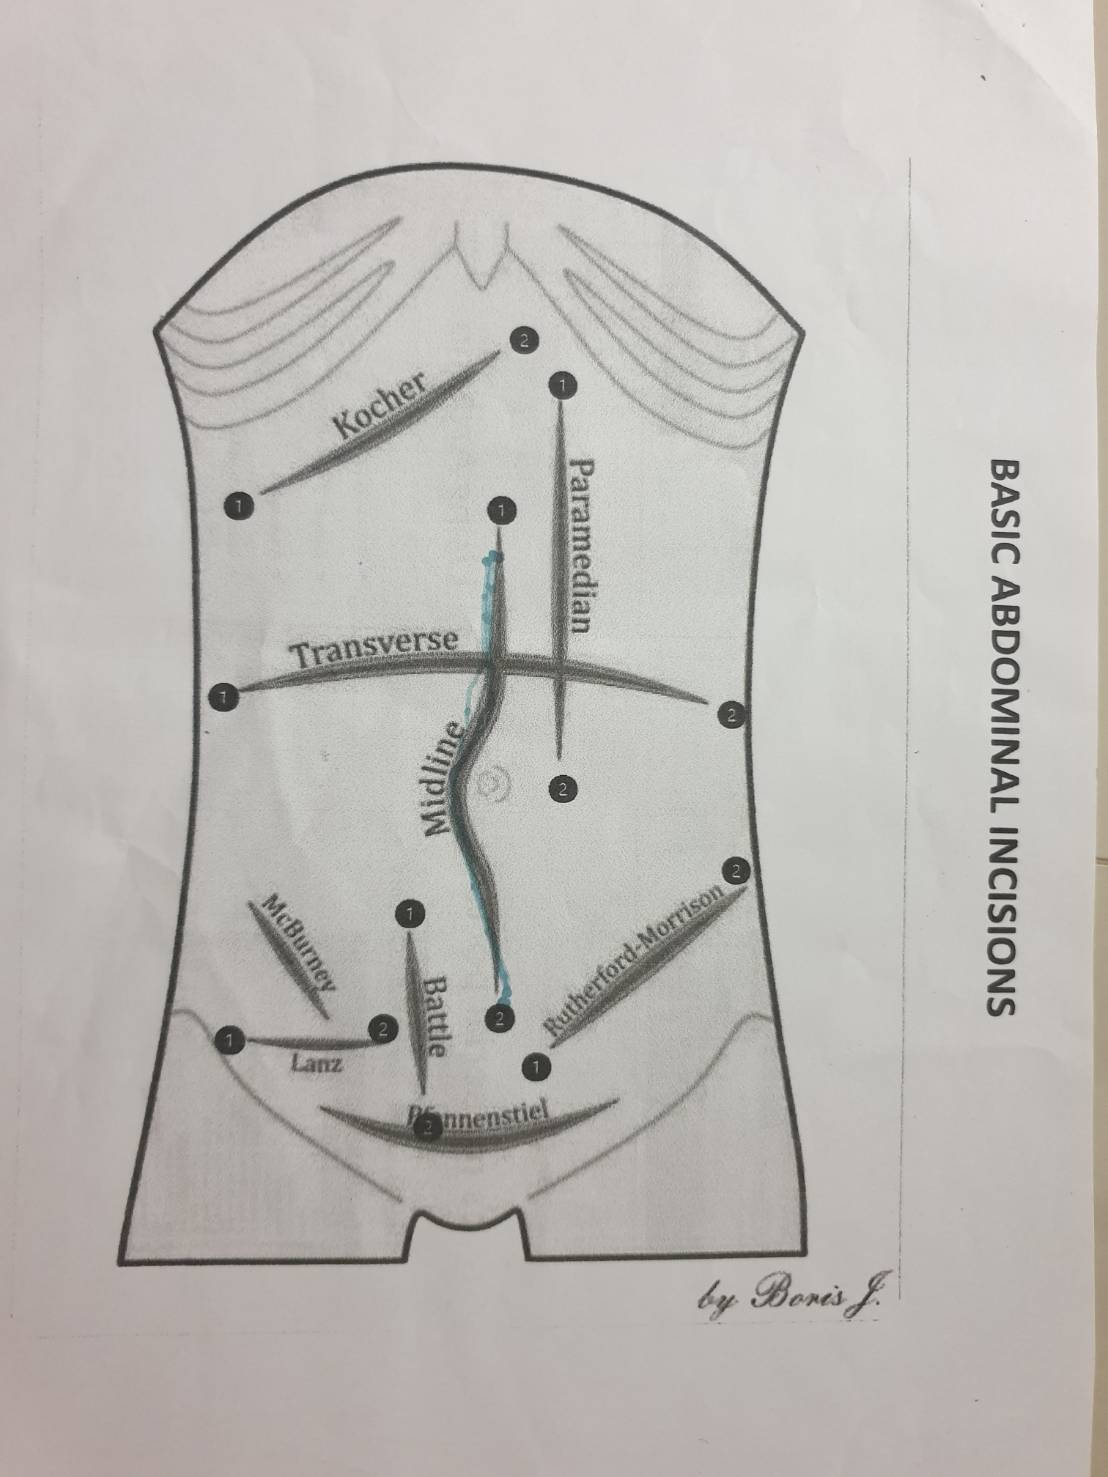 BASIC ABDOMINAL INCISIONS
by Boris J.
2
2
Rutherford-Morrison
Paramedian
1
2
2
1
1
2
Pfannenstiel
Midline
Battle
1
2
2
Kocher
Transverse
McBurney
Lanz
1
1
1